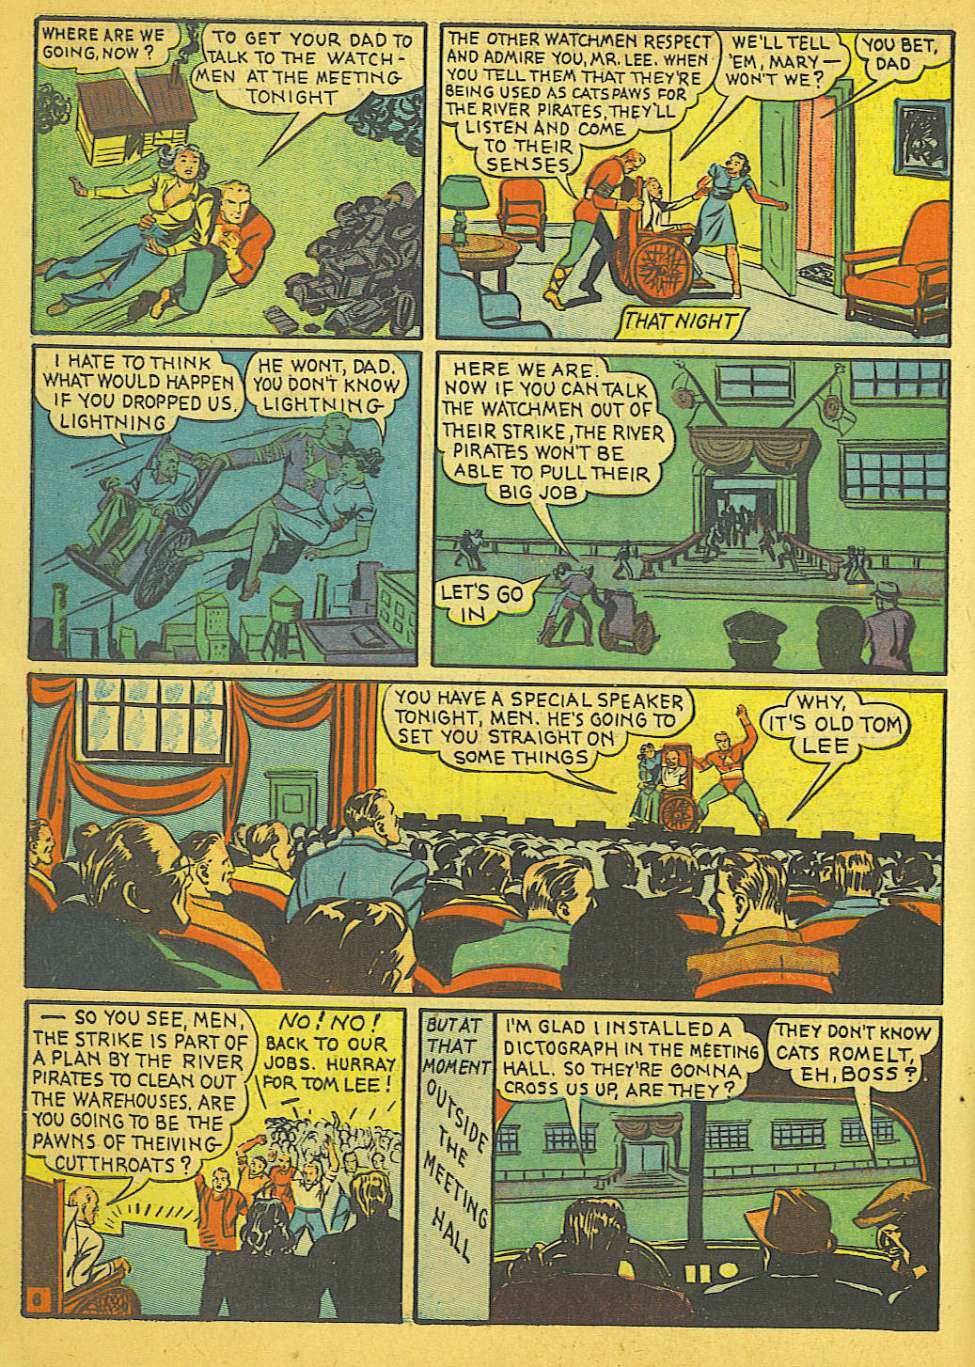 WHERE ARE WE
GOING, NOW?
TO GET YOUR DAD TO
TALK TO THE WATCH-
MEN AT THE MEETING
TONIGHT
THE OTHER WATCHMEN RESPECT
AND ADMIRE YOU, MR. LEE. WHEN
YOU TELL THEM THAT THEY'RE
BEING USED AS CATSPAWS FOR
THE RIVER PIRATES, THEY'LL
LISTEN AND COME
TO THEIR
SENSES
WE'LL TELL
'EM, MARY—
WON'T WE?
YOU BET,
DAD
THAT NIGHT
I HATE TO THINK
WHAT WOULD HAPPEN
IF YOU DROPPED US.
LIGHTNING
HE WONT, DAD.
YOU DON'T KNOW
LIGHTNING-
HERE WE ARE.
NOW IF YOU CAN TALK
THE WATCHMEN OUT OF
THEIR STRIKE, THE RIVER
PIRATES WON'T BE
ABLE TO PULL THEIR
BIG JOB
LET'S GO
IN
YOU HAVE A SPECIAL SPEAKER
TONIGHT, MEN. HE'S GOING TO
SET YOU STRAIGHT ON
SOME THINGS
WHY,
IT'S OLD TOM
LEE
— SO YOU SEE, MEN,
THE STRIKE IS PART OF
A PLAN BY THE RIVER
PIRATES TO CLEAN OUT
THE WAREHOUSES. ARE
YOU GOING TO BE THE
PAWNS OF THEIVING-
CUTTHROATS?
NO! NO!
BACK TO OUR
JOBS. HURRAY
FOR TOM LEE!
6
BUT AT
THAT
MOMENT
OUTSIDE
THE
MEETING
HALL
I'M GLAD I INSTALLED A
DICTOGRAPH IN THE MEETING
HALL. SO THEY'RE GONNA
CROSS US UP, ARE THEY?
THEY DON'T KNOW
CATS ROMELT,
EH, BOSS?